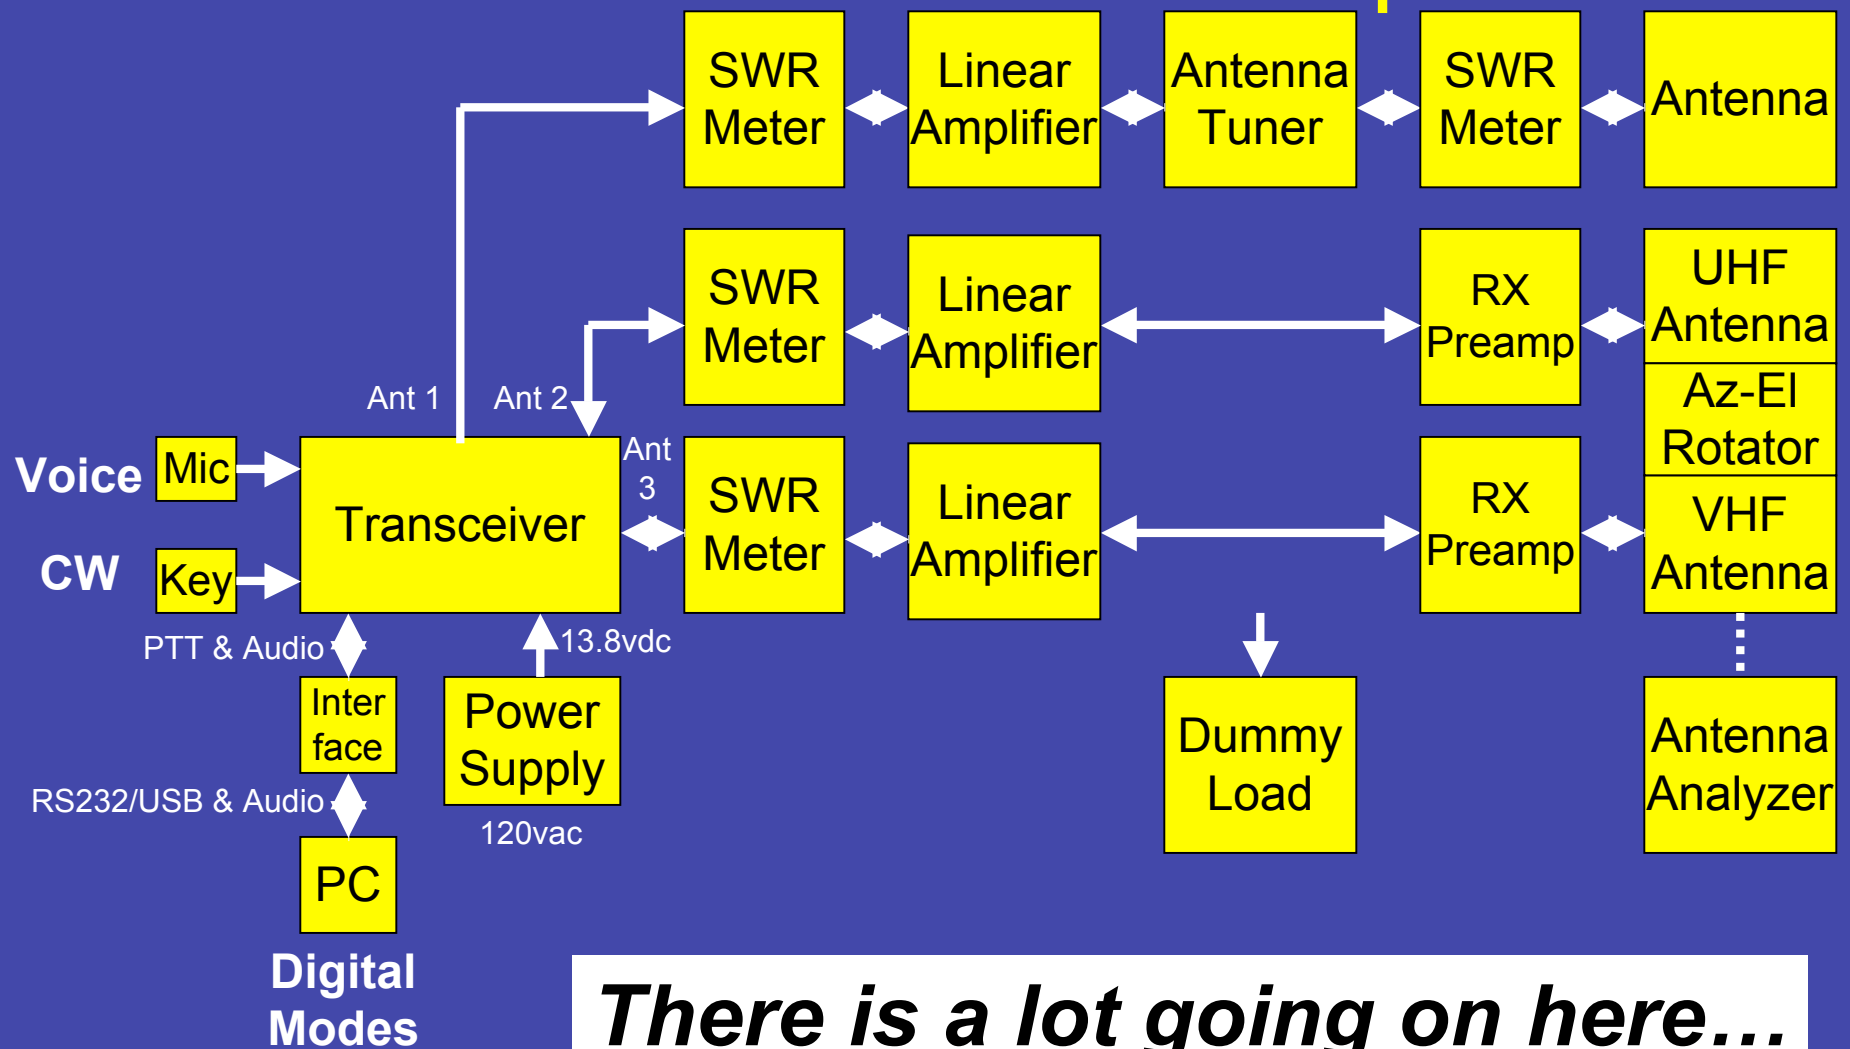 SWR
Meter
Linear
Amplifier
Antenna
Tuner
SWR
Meter
Antenna
SWR
Meter
Linear
Amplifier
RX
Preamp
UHF
Antenna
Az-El
Rotator
Ant 1
Ant 2
Ant
3
Voice
Mic
CW
Key
Transceiver
SWR
Meter
Linear
Amplifier
RX
Preamp
VHF
Antenna
PTT & Audio
13.8vdc
Inter
face
Power
Supply
120vac
Dummy
Load
Antenna
Analyzer
RS232/USB & Audio
PC
Digital
Modes
There is a lot going on here…